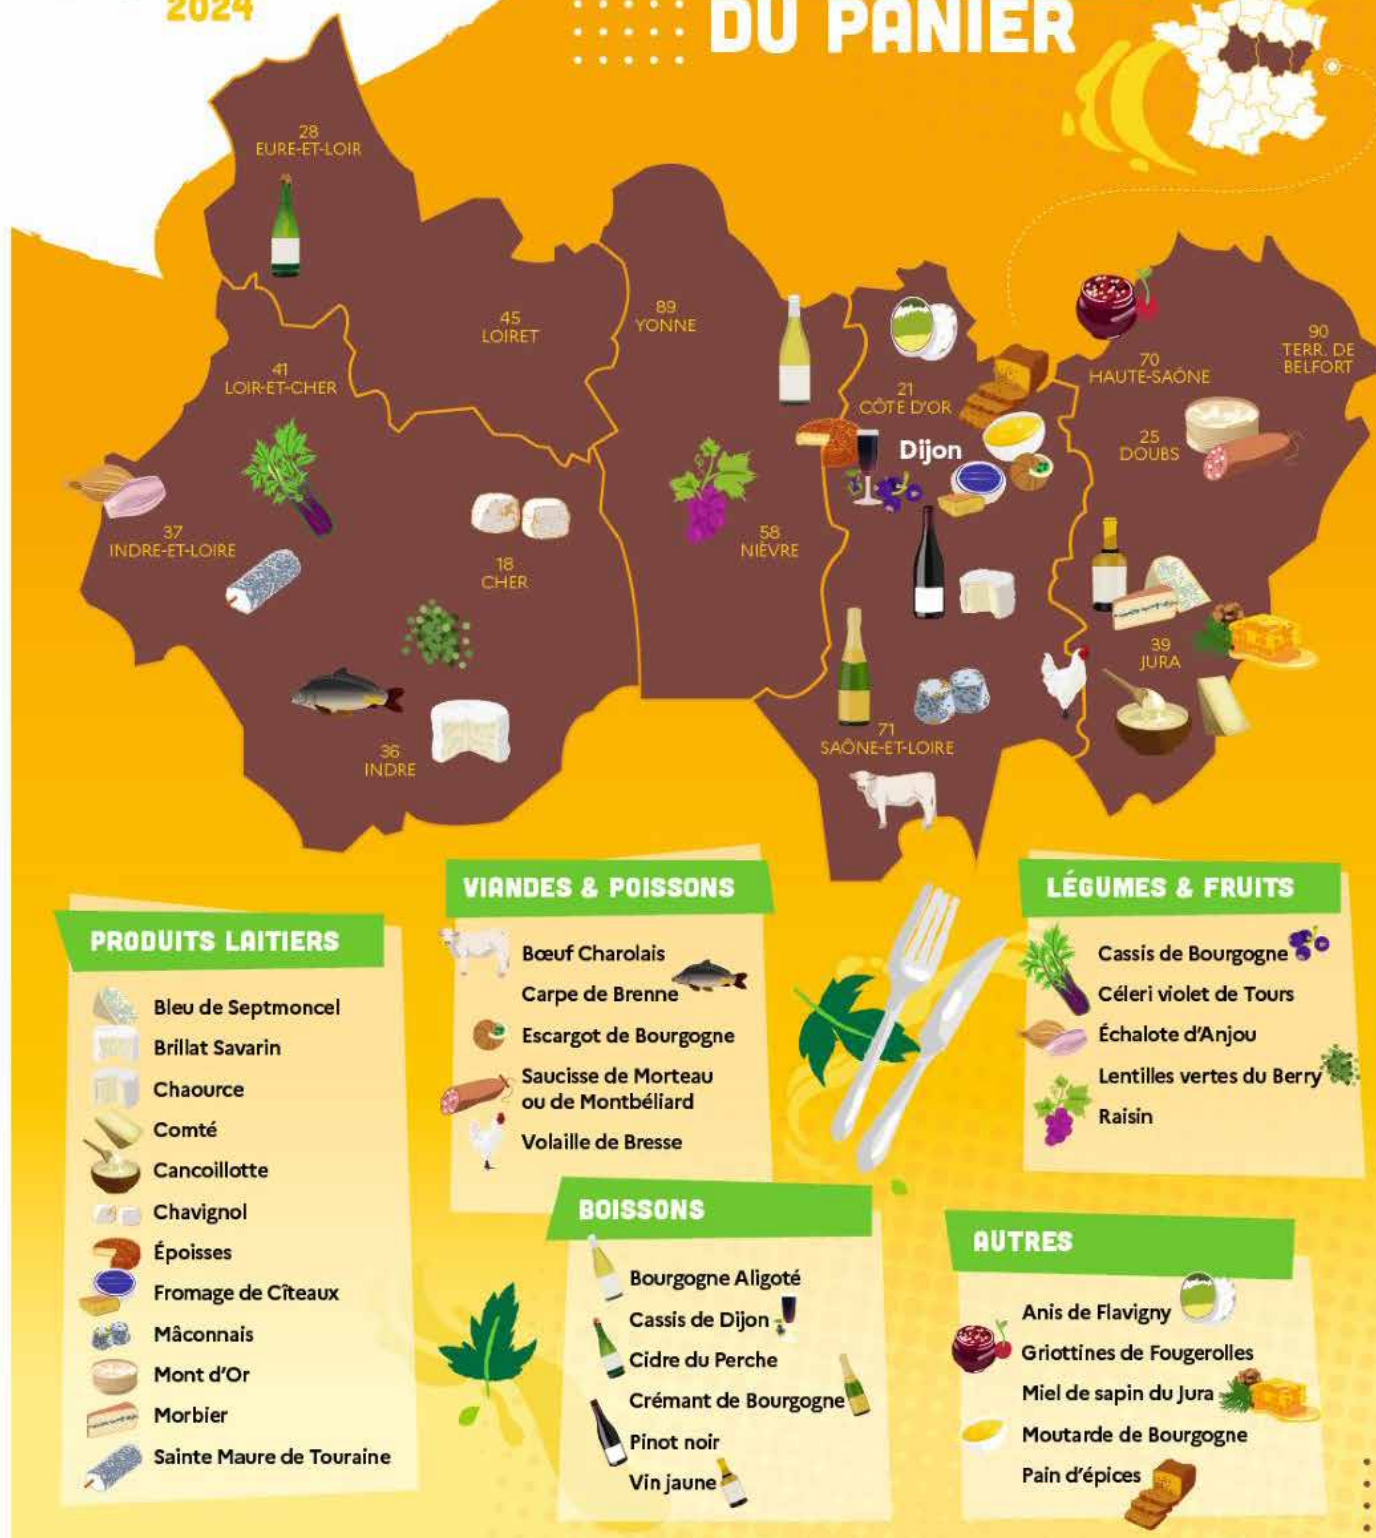 2024
DU PANIER
28
EURE-ET-LOIR
45
LOIRET
89
YONNE
41
LOIR-ET-CHER
21
CÔTE D'OR
Dijon
70
HAUTE-SAÔNE
90
TERR. DE
BELFORT
25
DOUBS
37
INDRE-ET-LOIRE
18
CHER
58
NIÈVRE
39
JURA
36
INDRE
71
SAÔNE-ET-LOIRE
PRODUITS LAITIERS
Bleu de Septmoncel
Brillat Savarin
Chaource
Comté
Cancoillotte
Chavignol
Époisses
Fromage de Cîteaux
Mâconnais
Mont d'Or
Morbier
Sainte Maure de Touraine
VIANDES & POISSONS
Bœuf Charolais
Carpe de Brenne
Escargot de Bourgogne
Saucisse de Morteau
ou de Montbéliard
Volaille de Bresse
LÉGUMES & FRUITS
Cassis de Bourgogne
Céleri violet de Tours
Échalote d'Anjou
Lentilles vertes du Berry
Raisin
BOISSONS
Bourgogne Aligoté
Cassis de Dijon
Cidre du Perche
Crémant de Bourgogne
Pinot noir
Vin jaune
AUTRES
Anis de Flavigny
Griottines de Fougerolles
Miel de sapin du Jura
Moutarde de Bourgogne
Pain d'épices